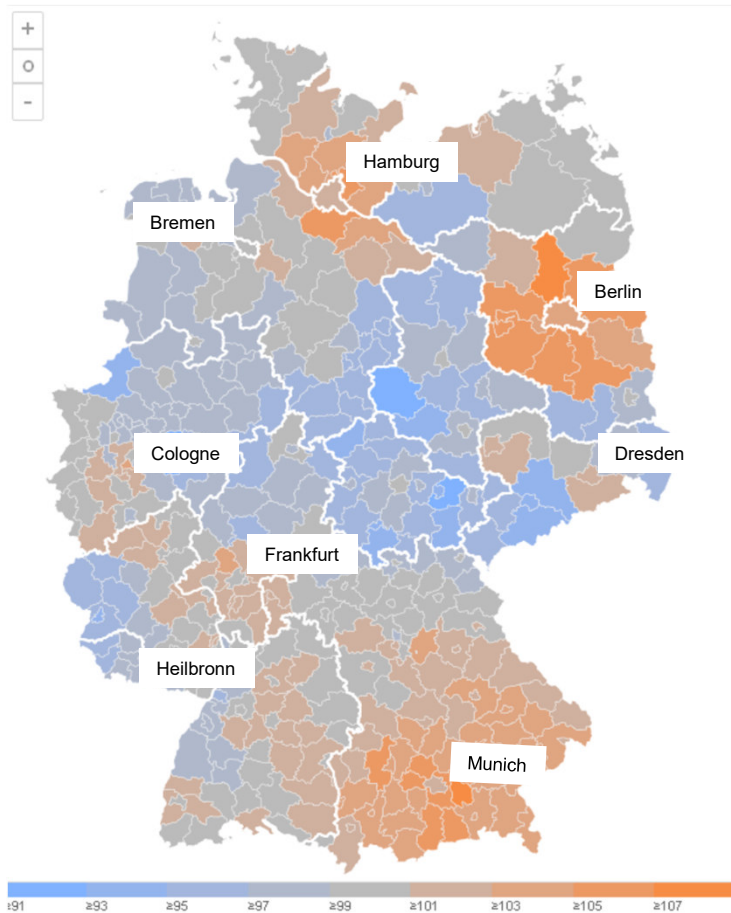 +
o
-
Hamburg
Bremen
Berlin
Cologne
Dresden
Frankfurt
Heilbronn
Munich
≥91 ≥93 ≥95 ≥97 ≥99 ≥101 ≥103 ≥105 ≥107